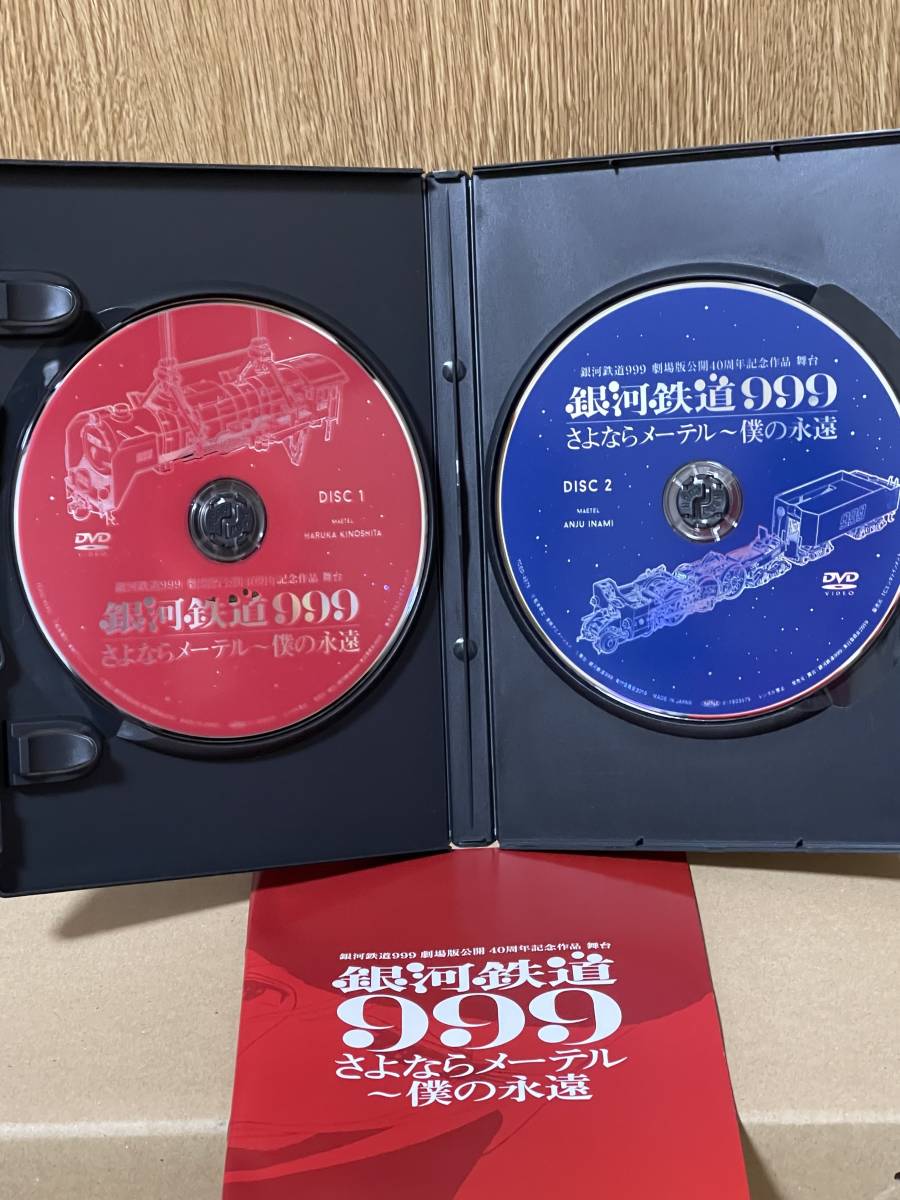 DISC 1
MAETEL
HARUKA KINOSHITA
DVD
VIDEO
銀河鉄道999 劇場版公開40周年記念作品 舞台
銀河鉄道999
さよならメーテル～僕の永遠
銀河鉄道999 劇場版公開40周年記念作品 舞台
銀河鉄道999
さよならメーテル～僕の永遠
DISC 2
MAETEL
ANJU INAMI
999
DVD
VIDEO
MADE IN JAPAN
銀河鉄道999 劇場版公開 40周年記念作品 舞台
銀河鉄道
999
さよならメーテル
～僕の永遠